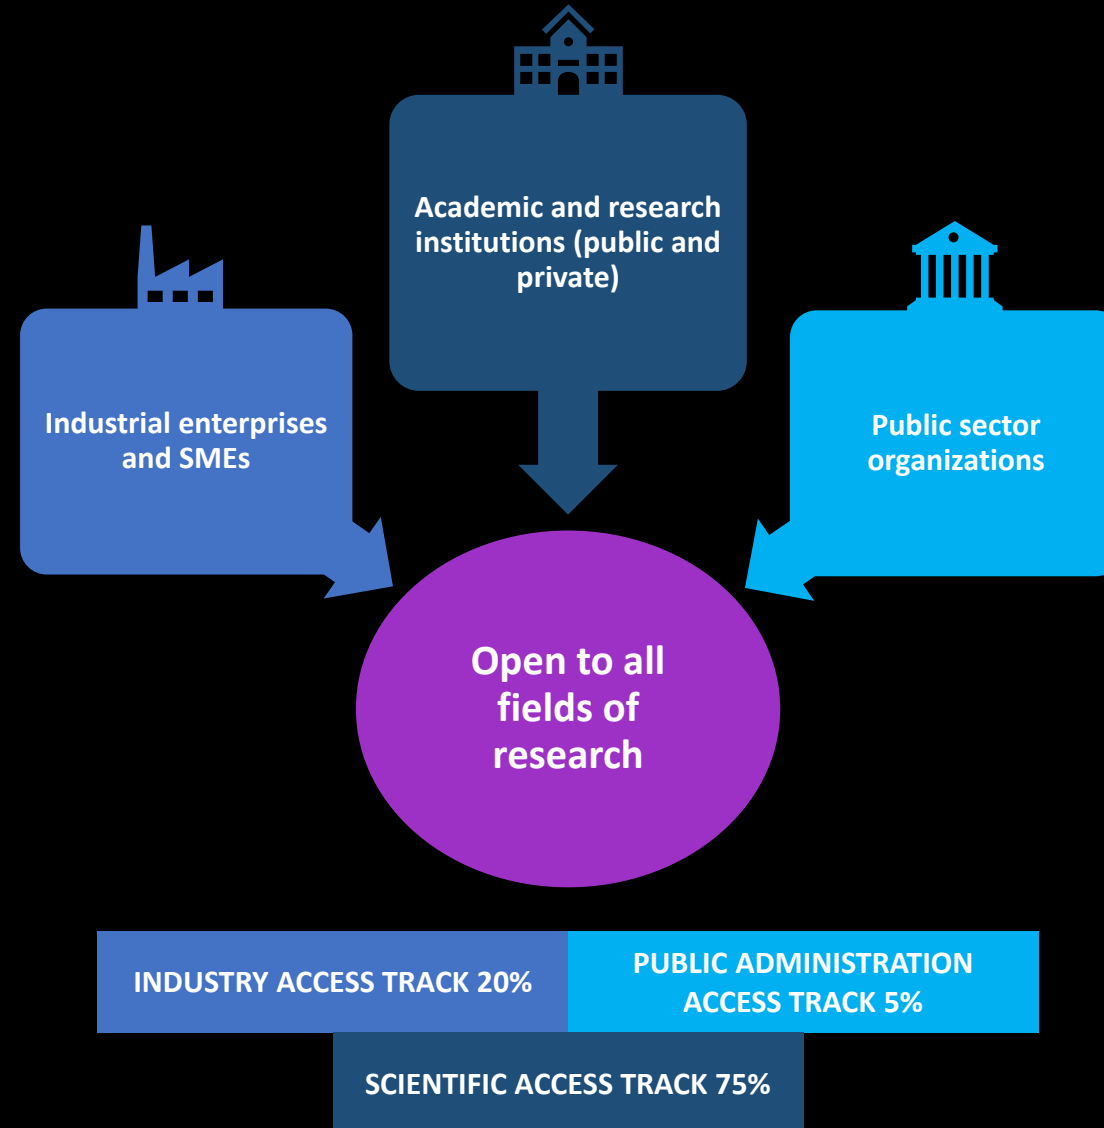 Academic and research
institutions (public and
private)
Industrial enterprises
and SMEs
Public sector
organizations
Open to all
fields of
research
INDUSTRY ACCESS TRACK 20%
PUBLIC ADMINISTRATION
ACCESS TRACK 5%
SCIENTIFIC ACCESS TRACK 75%